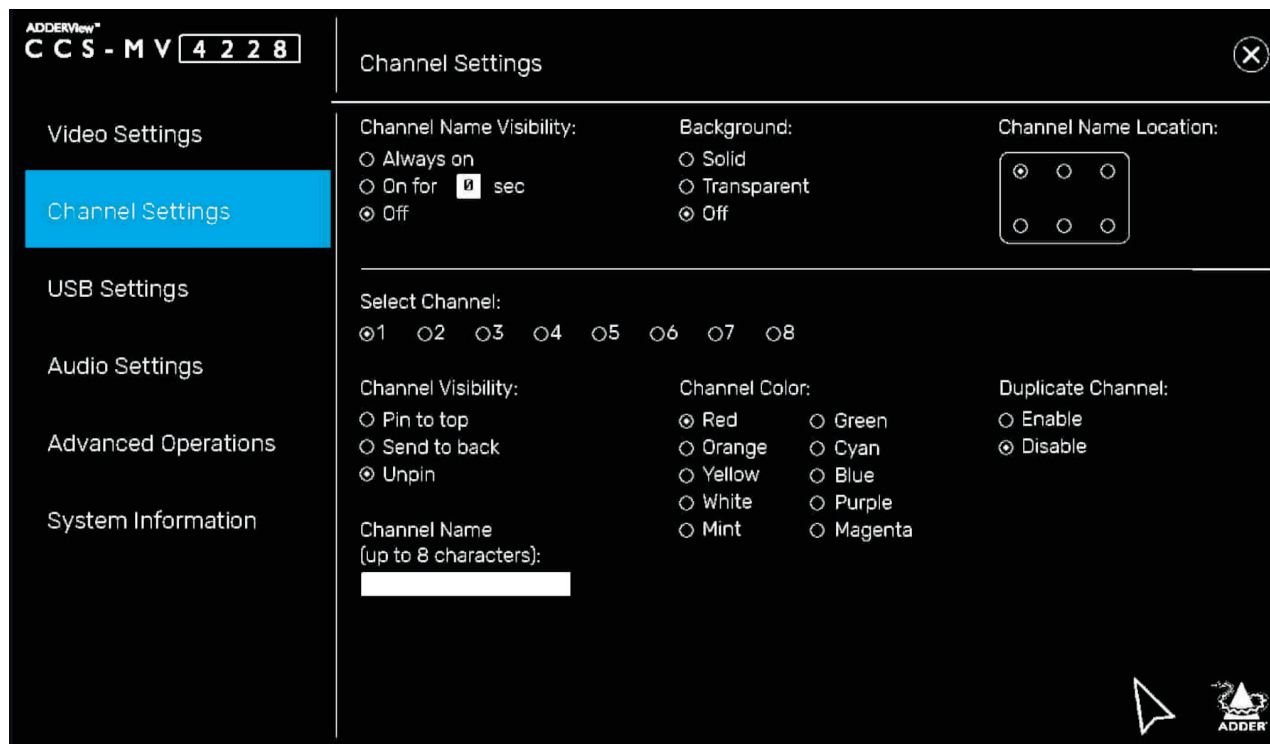 ADDERView™
CCS-MV 4228
Channel Settings
Video Settings
Channel Settings
USB Settings
Audio Settings
Advanced Operations
System Information
Channel Name Visibility:
Always on
On for 0 sec
Off
Background:
Solid
Transparent
Off
Channel Name Location:
Select Channel:
1 2 3 4 5 6 7 8
Channel Visibility:
Pin to top
Send to back
Unpin
Channel Name
(up to 8 characters):
Channel Color:
Red Green
Orange Cyan
Yellow Blue
White Purple
Mint Magenta
Duplicate Channel:
Enable
Disable
ADDER